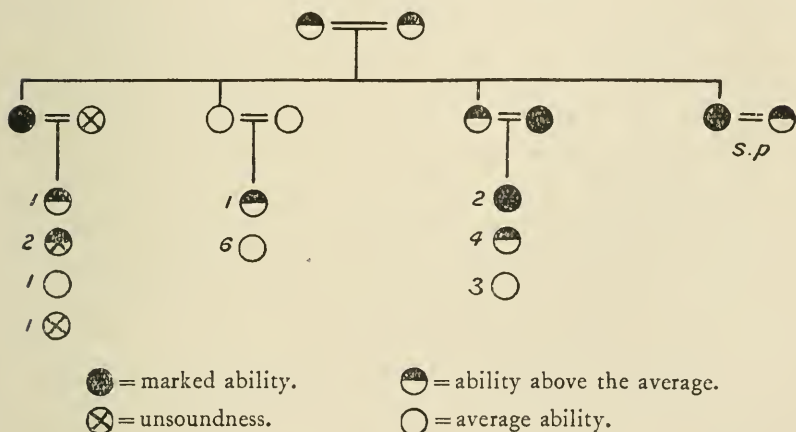 s.p
1
1
2
2
6
4
1
3
1
= marked ability.
= ability above the average.
= unsoundness.
= average ability.